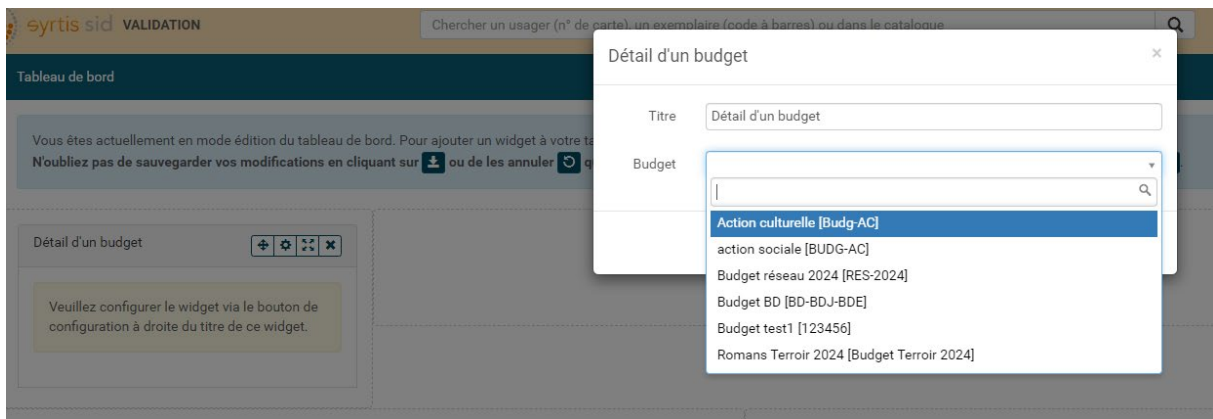 syrtis sid VALIDATION
Chercher un usager (n° de carte), un exemplaire (code à barres) ou dans le catalogue
Tableau de bord
Vous êtes actuellement en mode édition du tableau de bord. Pour ajouter un widget à votre ta
N'oubliez pas de sauvegarder vos modifications en cliquant sur ou de les annuler q
Détail d'un budget
Veuillez configurer le widget via le bouton de
configuration à droite du titre de ce widget.
Détail d'un budget ×
Titre Détail d'un budget
Budget
Action culturelle [Budg-AC]
action sociale [BUDG-AC]
Budget réseau 2024 [RES-2024]
Budget BD [BD-BDJ-BDE]
Budget test1 [123456]
Romans Terroir 2024 [Budget Terroir 2024]